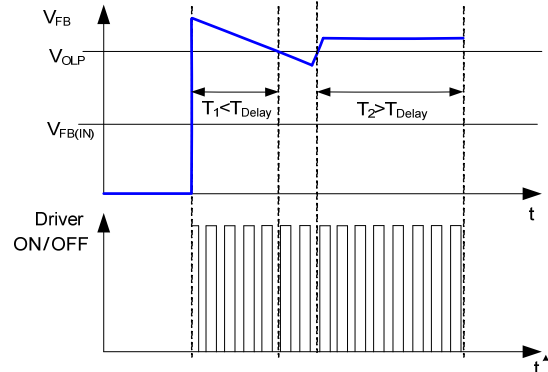 VFB
VOLP
T1<TDelay
T2>TDelay
VFB(IN)
t
Driver
ON/OFF
t